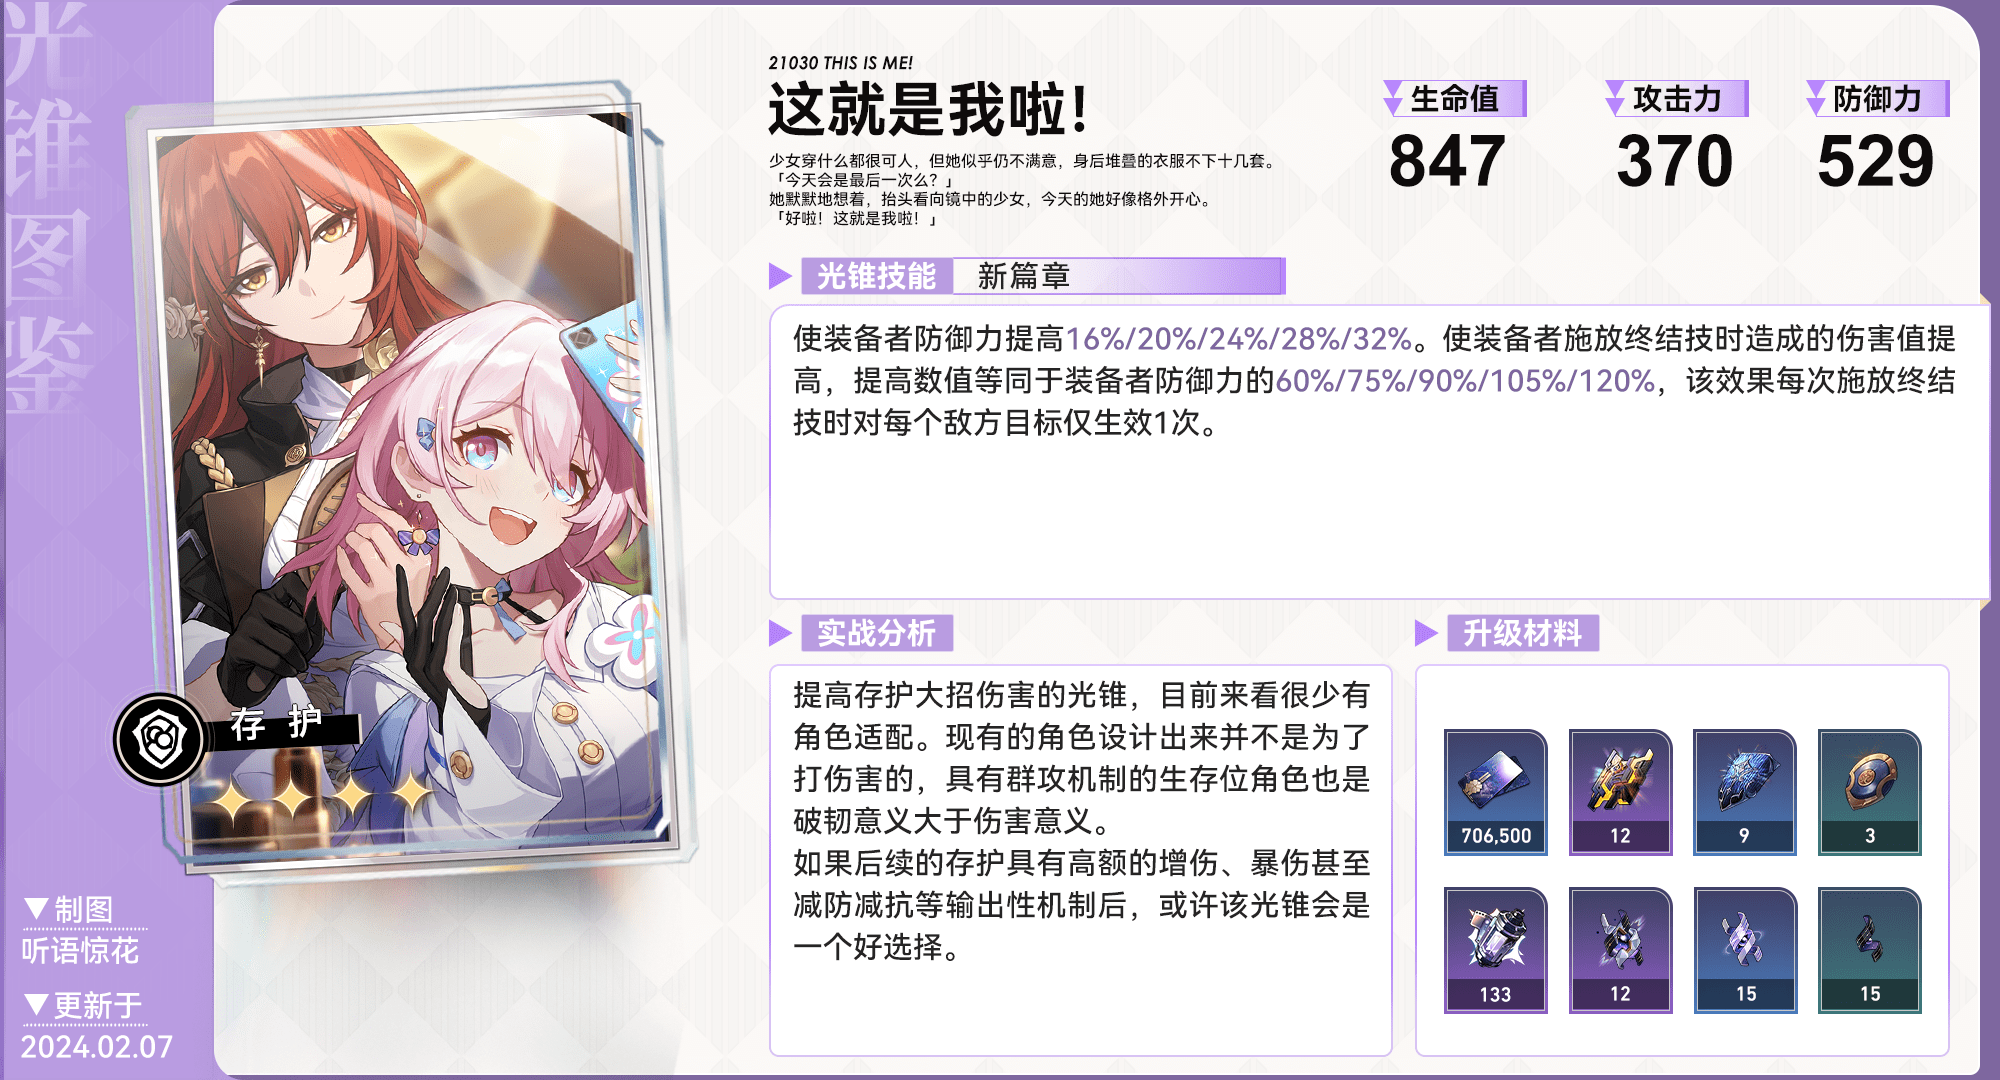 光锥图鉴
21030 THIS IS ME!
这就是我啦！
少女穿什么都很可人，但她似乎仍不满意，身后堆叠的衣服不下十几套。
「今天会是最后一次么？」
她默默地想着，抬头看向镜中的少女，今天的她好像格外开心。
「好啦！这就是我啦！」
生命值
847
攻击力
370
防御力
529
光锥技能
新篇章
使装备者防御力提高16%/20%/24%/28%/32%。使装备者施放终结技时造成的伤害值提
高，提高数值等同于装备者防御力的60%/75%/90%/105%/120%，该效果每次施放终结
技时对每个敌方目标仅生效1次。
存护
实战分析
提高存护大招伤害的光锥，目前来看很少有
角色适配。现有的角色设计出来并不是为了
打伤害的，具有群攻机制的生存位角色也是
破韧意义大于伤害意义。
如果后续的存护具有高额的增伤、暴伤甚至
减防减抗等输出性机制后，或许该光锥会是
一个好选择。
升级材料
706,500
12
9
3
133
12
15
15
▼制图
听语惊花
▼更新于
2024.02.07